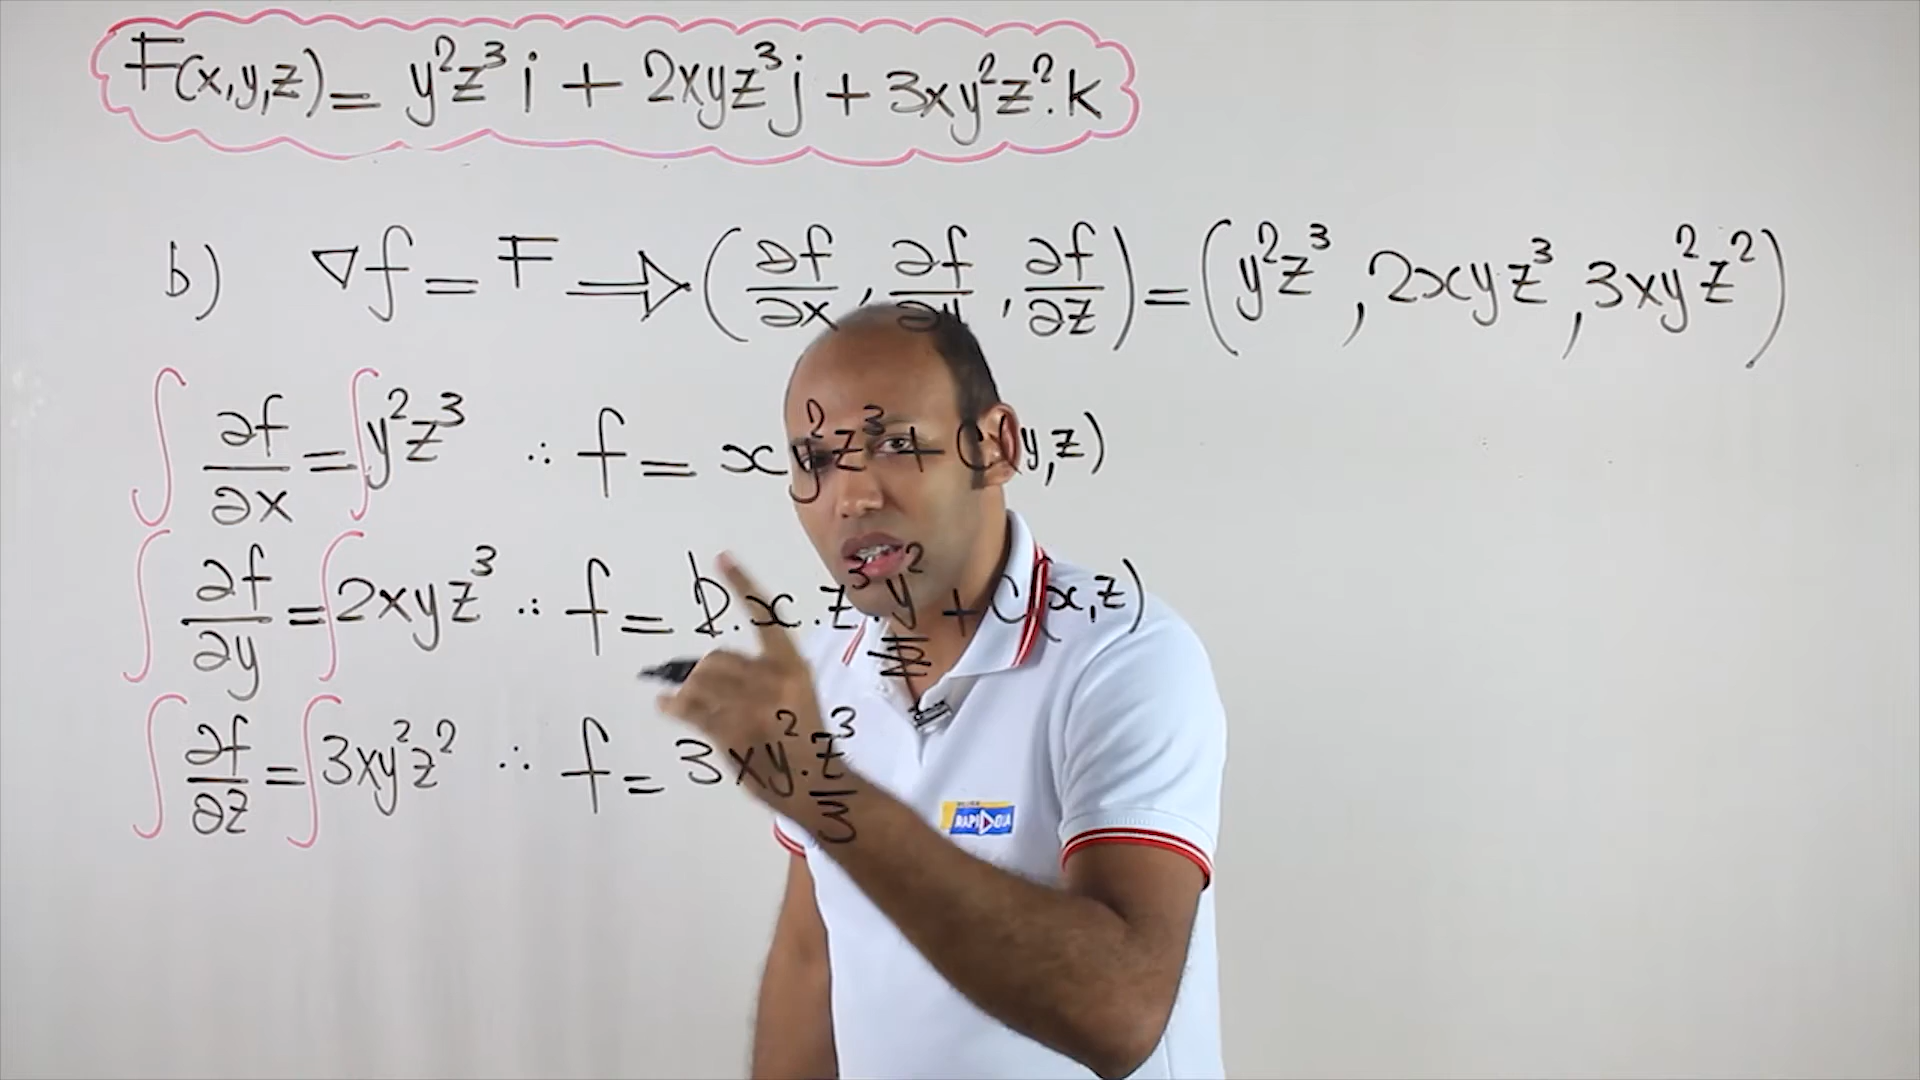 F(x,y,z) = y²z³ i + 2xyz³ j + 3xy²z².k
b) ∇f = F ⟹ (∂f/∂x, ∂f/∂y, ∂f/∂z) = (y²z³, 2xyz³, 3xy²z²)
∫ ∂f/∂x = ∫ y²z³ ∴ f = xy²z³ + C(y,z)
∫ ∂f/∂y = ∫ 2xyz³ ∴ f = 2.x.z³.y²/2 + C(x,z)
∫ ∂f/∂z = ∫ 3xy²z² ∴ f = 3xy².z³/3